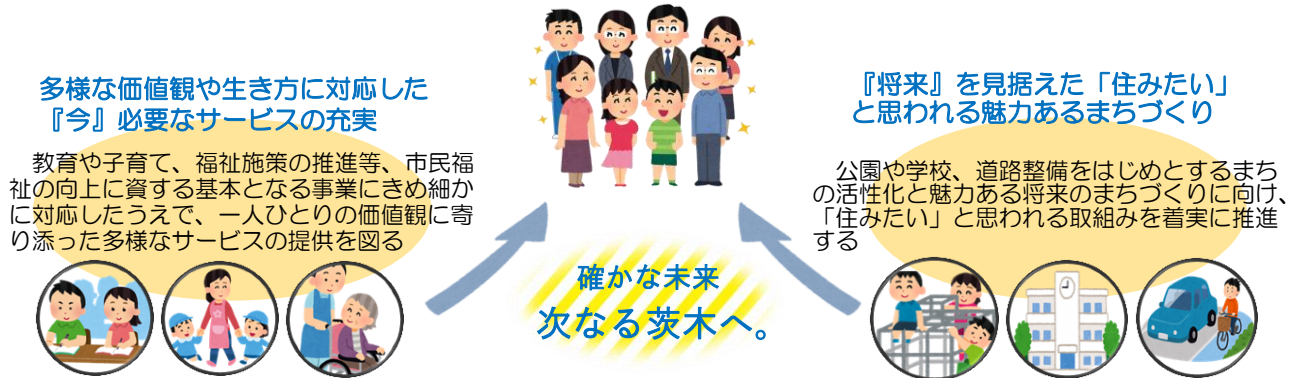 多様な価値観や生き方に対応した
『今』必要なサービスの充実
教育や子育て、福祉施策の推進等、市民福
祉の向上に資する基本となる事業にきめ細か
に対応したうえで、一人ひとりの価値観に寄
り添った多様なサービスの提供を図る
確かな未来
次なる茨木へ。
『将来』を見据えた「住みたい」
と思われる魅力あるまちづくり
公園や学校、道路整備をはじめとするまち
の活性化と魅力ある将来のまちづくりに向け、
「住みたい」と思われる取組みを着実に推進
する